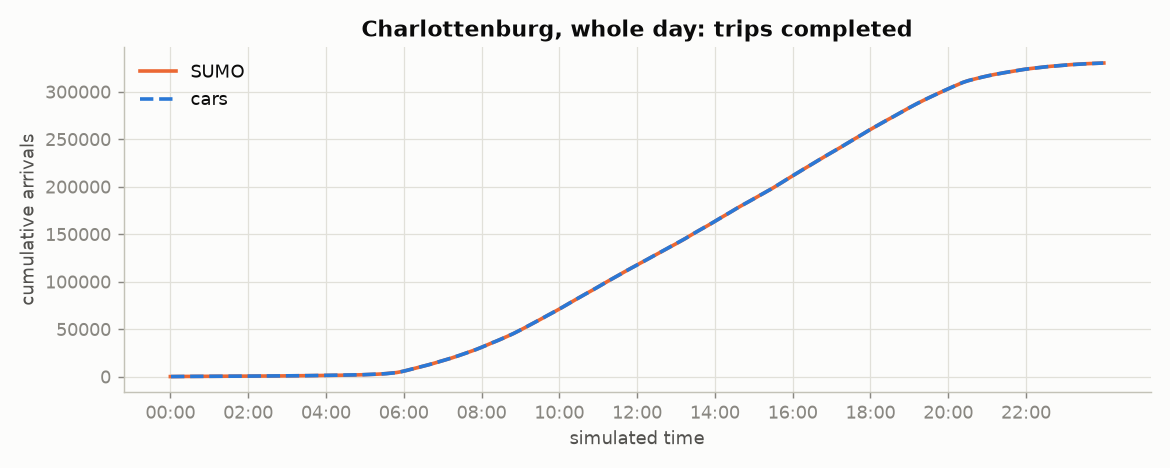 Charlottenburg, whole day: trips completed
SUMO
cars
cumulative arrivals
300000
250000
200000
150000
100000
50000
0
00:00 02:00 04:00 06:00 08:00 10:00 12:00 14:00 16:00 18:00 20:00 22:00
simulated time